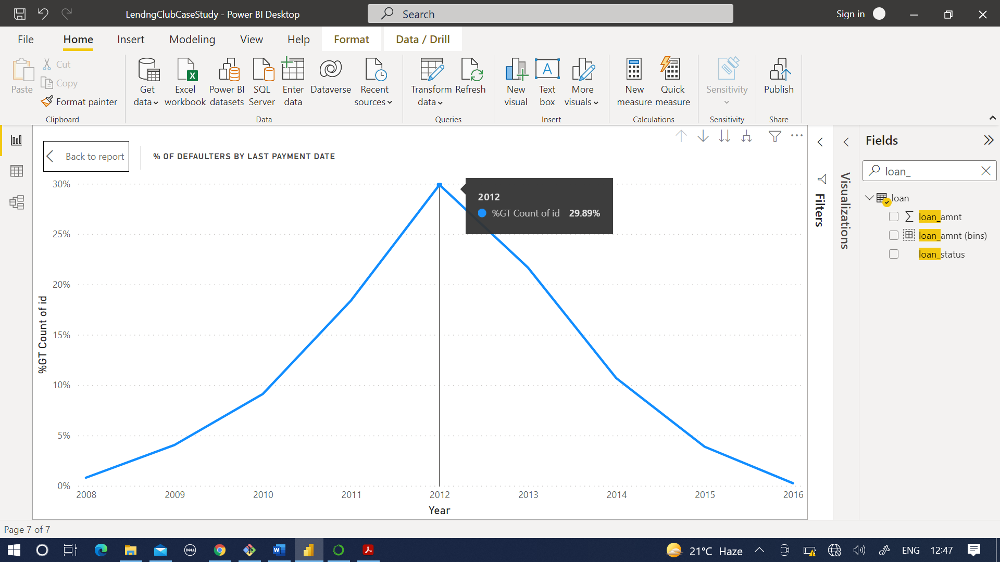 LendngClubCaseStudy - Power BI Desktop
Search
Sign in
File Home Insert Modeling View Help Format Data / Drill
Paste
Cut
Copy
Format painter
Clipboard
Get data
Excel workbook
Power BI datasets
SQL Server
Enter data
Dataverse
Recent sources
Data
Transform data
Refresh
Queries
New visual
Text box
More visuals
Insert
New measure
Quick measure
Calculations
Sensitivity
Sensitivity
Publish
Share
Back to report
% OF DEFAULTERS BY LAST PAYMENT DATE
30%
25%
20%
15%
10%
5%
0%
%GT Count of id
2012
%GT Count of id 29.89%
2008 2009 2010 2011 2012 2013 2014 2015 2016
Year
Filters
Visualizations
Fields
loan_
loan
loan_amnt
loan_amnt (bins)
loan_status
Page 7 of 7
DELL
21°C Haze
ENG
12:47